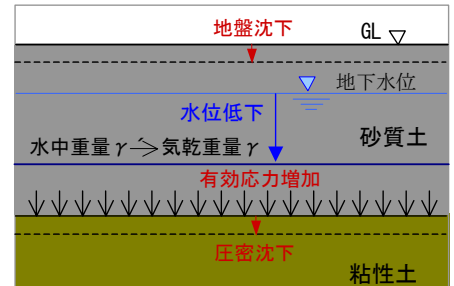 地盤沈下 GL
地下水位
水位低下
水中重量γ->気乾重量γ 砂質土
有効応力増加
圧密沈下
粘性土